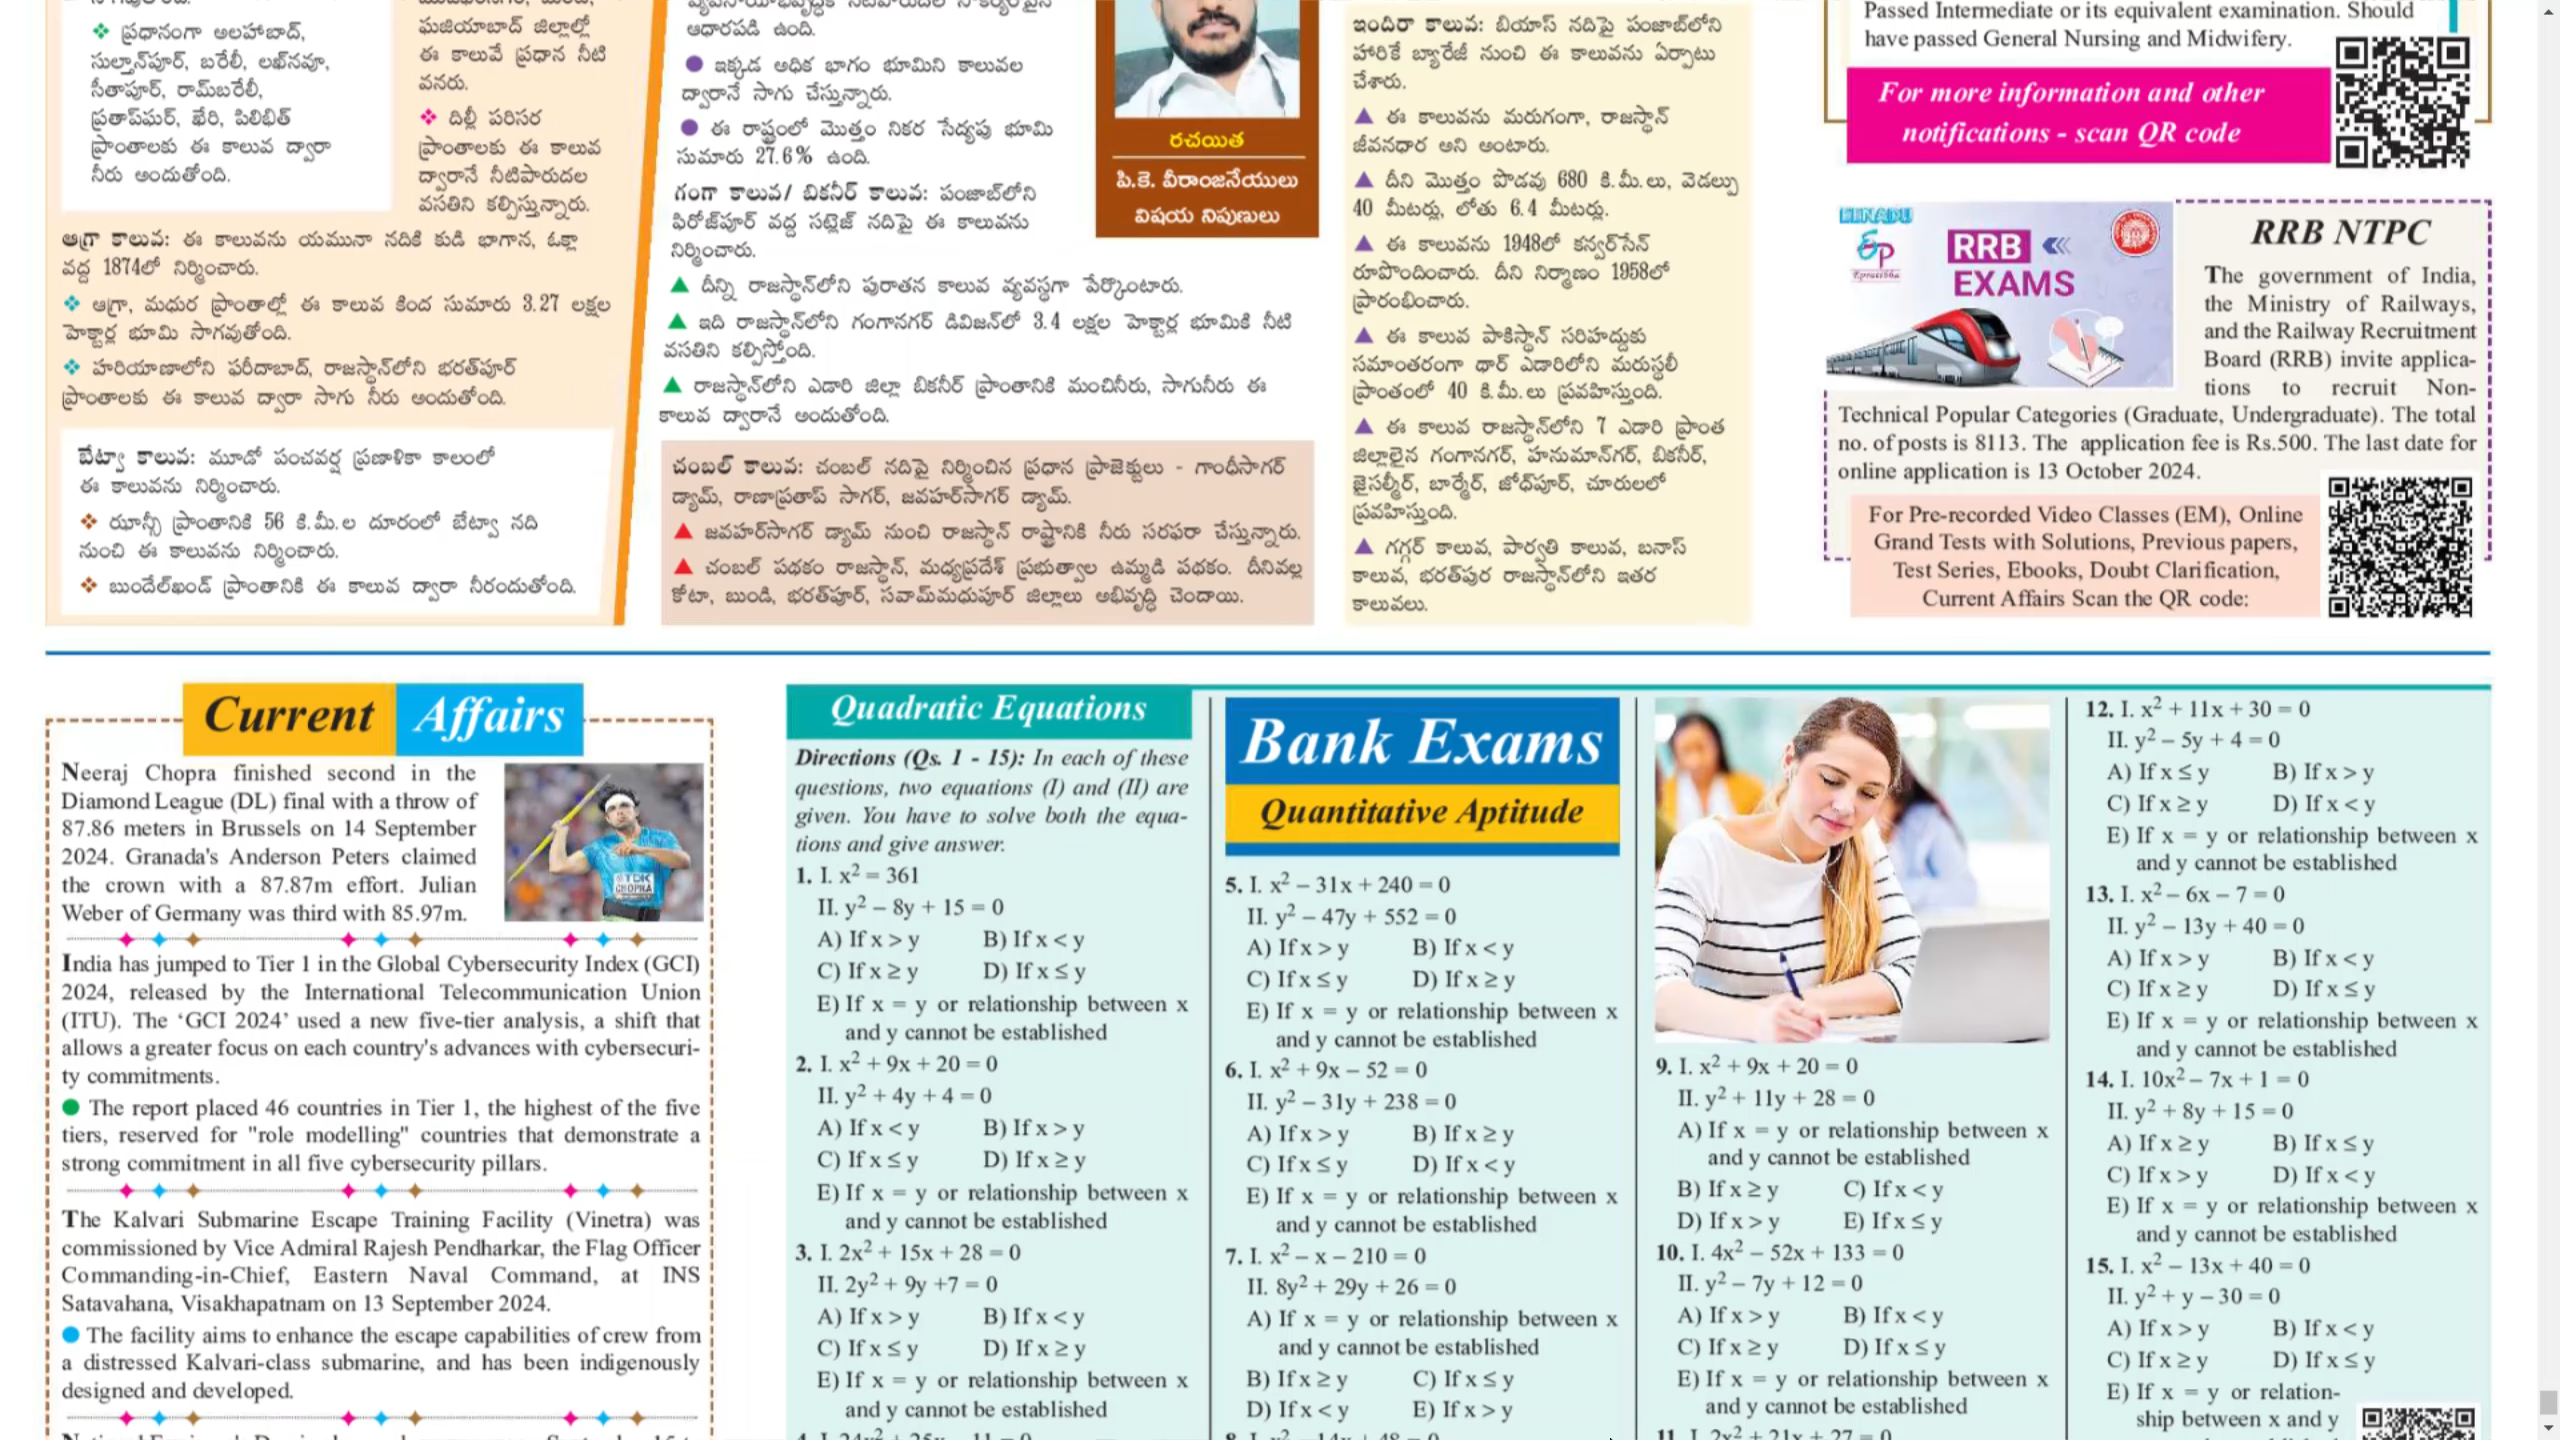 ❖ ప్రధానంగా అలహాబాద్,
సుల్తాన్‌పూర్, బరేలీ, లఖ్‌నవూ,
సీతాపూర్, రామ్‌బరేలీ,
ప్రతాప్‌ఘర్, ఖేరి, పిలిభిత్
ప్రాంతాలకు ఈ కాలువ ద్వారా
నీరు అందుతోంది.
ఘజియాబాద్ జిల్లాల్లో
ఈ కాలువే ప్రధాన నీటి
వనరు.
❖ దిల్లీ పరిసర
ప్రాంతాలకు ఈ కాలువ
ద్వారానే నీటిపారుదల
వసతిని కల్పిస్తున్నారు.
ఆగ్రా కాలువ: ఈ కాలువను యమునా నదికి కుడి భాగాన, ఓక్లా
వద్ద 1874లో నిర్మించారు.
❖ ఆగ్రా, మధుర ప్రాంతాల్లో ఈ కాలువ కింద సుమారు 3.27 లక్షల
హెక్టార్ల భూమి సాగవుతోంది.
❖ హరియాణాలోని ఫరీదాబాద్, రాజస్థాన్‌లోని భరత్‌పూర్
ప్రాంతాలకు ఈ కాలువ ద్వారా సాగు నీరు అందుతోంది.
బేట్వా కాలువ: మూడో పంచవర్ష ప్రణాళికా కాలంలో
ఈ కాలువను నిర్మించారు.
❖ ఝాన్సీ ప్రాంతానికి 56 కి.మీ.ల దూరంలో బేట్వా నది
నుంచి ఈ కాలువను నిర్మించారు.
❖ బుందేల్‌ఖండ్ ప్రాంతానికి ఈ కాలువ ద్వారా నీరందుతోంది.
ఆధారపడి ఉంది.
● ఇక్కడ అధిక భాగం భూమిని కాలువల
ద్వారానే సాగు చేస్తున్నారు.
● ఈ రాష్ట్రంలో మొత్తం నికర సేద్యపు భూమి
సుమారు 27.6% ఉంది.
గంగా కాలువ/ బికనీర్ కాలువ: పంజాబ్‌లోని
ఫిరోజ్‌పూర్ వద్ద సట్లెజ్ నదిపై ఈ కాలువను
నిర్మించారు.
▲ దీన్ని రాజస్థాన్‌లోని పురాతన కాలువ వ్యవస్థగా పేర్కొంటారు.
▲ ఇది రాజస్థాన్‌లోని గంగానగర్ డివిజన్‌లో 3.4 లక్షల హెక్టార్ల భూమికి నీటి
వసతిని కల్పిస్తోంది.
▲ రాజస్థాన్‌లోని ఎడారి జిల్లా బికనీర్ ప్రాంతానికి మంచినీరు, సాగునీరు ఈ
కాలువ ద్వారానే అందుతోంది.
రచయిత
పి.కె. వీరాంజనేయులు
విషయ నిపుణులు
చంబల్ కాలువ: చంబల్ నదిపై నిర్మించిన ప్రధాన ప్రాజెక్టులు - గాంధీసాగర్
డ్యామ్, రాణాప్రతాప్ సాగర్, జవహర్‌సాగర్ డ్యామ్.
▲ జవహర్‌సాగర్ డ్యామ్ నుంచి రాజస్థాన్ రాష్ట్రానికి నీరు సరఫరా చేస్తున్నారు.
▲ చంబల్ పథకం రాజస్థాన్, మధ్యప్రదేశ్ ప్రభుత్వాల ఉమ్మడి పథకం. దీనివల్ల
కోటా, బుండి, భరత్‌పూర్, సవామ్‌మధుపూర్ జిల్లాలు అభివృద్ధి చెందాయి.
ఇందిరా కాలువ: బియాస్ నదిపై పంజాబ్‌లోని
హారికే బ్యారేజీ నుంచి ఈ కాలువను ఏర్పాటు
చేశారు.
▲ ఈ కాలువను మరుగంగా, రాజస్థాన్
జీవనధార అని అంటారు.
▲ దీని మొత్తం పొడవు 680 కి.మీ.లు, వెడల్పు
40 మీటర్లు, లోతు 6.4 మీటర్లు.
▲ ఈ కాలువను 1948లో కన్వర్‌సేన్
రూపొందించారు. దీని నిర్మాణం 1958లో
ప్రారంభించారు.
▲ ఈ కాలువ పాకిస్థాన్ సరిహద్దుకు
సమాంతరంగా థార్ ఎడారిలోని మరుస్థలీ
ప్రాంతంలో 40 కి.మీ.లు ప్రవహిస్తుంది.
▲ ఈ కాలువ రాజస్థాన్‌లోని 7 ఎడారి ప్రాంత
జిల్లాలైన గంగానగర్, హనుమాన్‌గర్, బికనీర్,
జైసల్మీర్, బార్మేర్, జోధ్‌పూర్, చూరులలో
ప్రవహిస్తుంది.
▲ గగ్గర్ కాలువ, పార్వతి కాలువ, బనాస్
కాలువ, భరత్‌పుర రాజస్థాన్‌లోని ఇతర
కాలువలు.
Passed Intermediate or its equivalent examination. Should
have passed General Nursing and Midwifery.
For more information and other
notifications - scan QR code
EENADU
ep
Epratibha
RRB
EXAMS
RRB NTPC
The government of India,
the Ministry of Railways,
and the Railway Recruitment
Board (RRB) invite applica-
tions to recruit Non-
Technical Popular Categories (Graduate, Undergraduate). The total
no. of posts is 8113. The application fee is Rs.500. The last date for
online application is 13 October 2024.
For Pre-recorded Video Classes (EM), Online
Grand Tests with Solutions, Previous papers,
Test Series, Ebooks, Doubt Clarification,
Current Affairs Scan the QR code:
Current Affairs
Neeraj Chopra finished second in the
Diamond League (DL) final with a throw of
87.86 meters in Brussels on 14 September
2024. Granada's Anderson Peters claimed
the crown with a 87.87m effort. Julian
Weber of Germany was third with 85.97m.
TDK
CHOPRA
India has jumped to Tier 1 in the Global Cybersecurity Index (GCI)
2024, released by the International Telecommunication Union
(ITU). The ‘GCI 2024’ used a new five-tier analysis, a shift that
allows a greater focus on each country's advances with cybersecuri-
ty commitments.
● The report placed 46 countries in Tier 1, the highest of the five
tiers, reserved for "role modelling" countries that demonstrate a
strong commitment in all five cybersecurity pillars.
The Kalvari Submarine Escape Training Facility (Vinetra) was
commissioned by Vice Admiral Rajesh Pendharkar, the Flag Officer
Commanding-in-Chief, Eastern Naval Command, at INS
Satavahana, Visakhapatnam on 13 September 2024.
● The facility aims to enhance the escape capabilities of crew from
a distressed Kalvari-class submarine, and has been indigenously
designed and developed.
Quadratic Equations
Directions (Qs. 1 - 15): In each of these
questions, two equations (I) and (II) are
given. You have to solve both the equa-
tions and give answer.
1. I. x² = 361
II. y² – 8y + 15 = 0
A) If x > y B) If x < y
C) If x ≥ y D) If x ≤ y
E) If x = y or relationship between x
and y cannot be established
2. I. x² + 9x + 20 = 0
II. y² + 4y + 4 = 0
A) If x < y B) If x > y
C) If x ≤ y D) If x ≥ y
E) If x = y or relationship between x
and y cannot be established
3. I. 2x² + 15x + 28 = 0
II. 2y² + 9y +7 = 0
A) If x > y B) If x < y
C) If x ≤ y D) If x ≥ y
E) If x = y or relationship between x
and y cannot be established
Bank Exams
Quantitative Aptitude
5. I. x² – 31x + 240 = 0
II. y² – 47y + 552 = 0
A) If x > y B) If x < y
C) If x ≤ y D) If x ≥ y
E) If x = y or relationship between x
and y cannot be established
6. I. x² + 9x – 52 = 0
II. y² – 31y + 238 = 0
A) If x > y B) If x ≥ y
C) If x ≤ y D) If x < y
E) If x = y or relationship between x
and y cannot be established
7. I. x² – x – 210 = 0
II. 8y² + 29y + 26 = 0
A) If x = y or relationship between x
and y cannot be established
B) If x ≥ y C) If x ≤ y
D) If x < y E) If x > y
9. I. x² + 9x + 20 = 0
II. y² + 11y + 28 = 0
A) If x = y or relationship between x
and y cannot be established
B) If x ≥ y C) If x < y
D) If x > y E) If x ≤ y
10. I. 4x² – 52x + 133 = 0
II. y² – 7y + 12 = 0
A) If x > y B) If x < y
C) If x ≥ y D) If x ≤ y
E) If x = y or relationship between x
and y cannot be established
11. I. 2x² + 21x + 27 = 0
12. I. x² + 11x + 30 = 0
II. y² – 5y + 4 = 0
A) If x ≤ y B) If x > y
C) If x ≥ y D) If x < y
E) If x = y or relationship between x
and y cannot be established
13. I. x² – 6x – 7 = 0
II. y² – 13y + 40 = 0
A) If x > y B) If x < y
C) If x ≥ y D) If x ≤ y
E) If x = y or relationship between x
and y cannot be established
14. I. 10x² – 7x + 1 = 0
II. y² + 8y + 15 = 0
A) If x ≥ y B) If x ≤ y
C) If x > y D) If x < y
E) If x = y or relationship between x
and y cannot be established
15. I. x² – 13x + 40 = 0
II. y² + y – 30 = 0
A) If x > y B) If x < y
C) If x ≥ y D) If x ≤ y
E) If x = y or relation-
ship between x and y